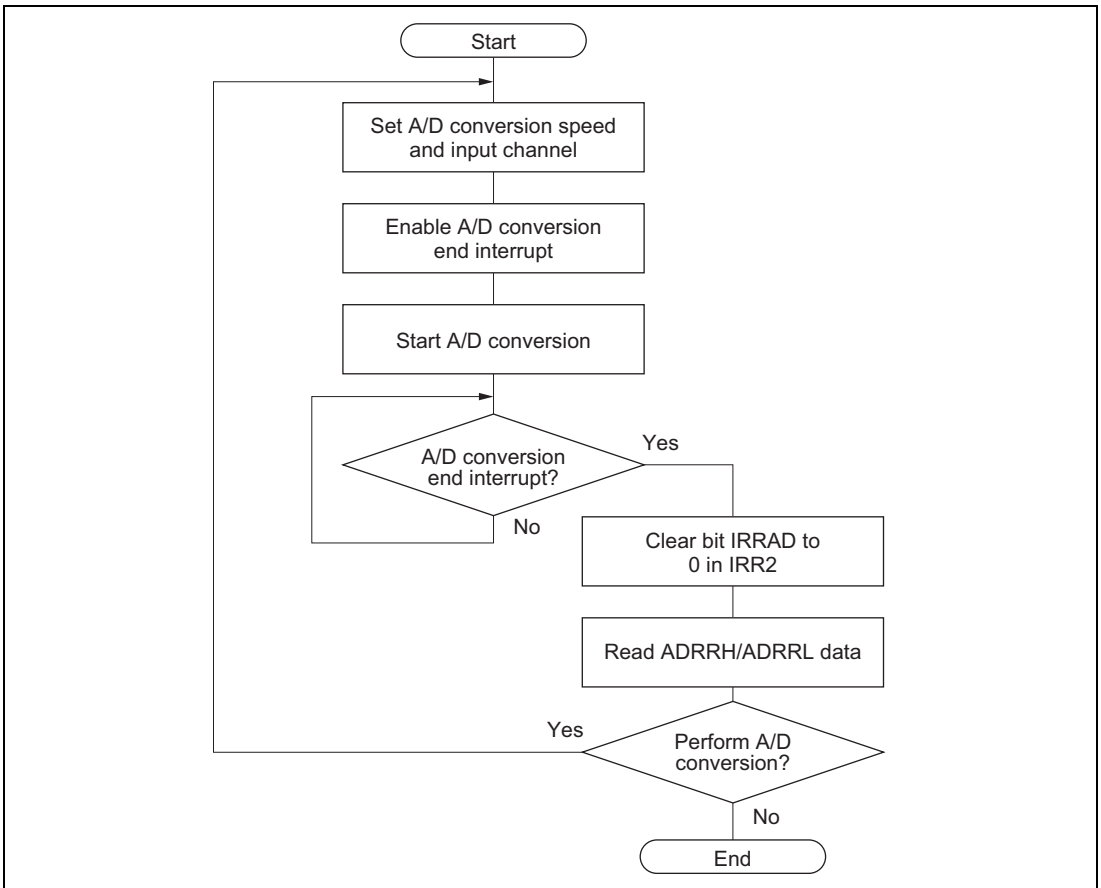 Start
Set A/D conversion speed
and input channel
Enable A/D conversion
end interrupt
Start A/D conversion
A/D conversion
end interrupt?
Yes
No
Clear bit IRRAD to
0 in IRR2
Read ADRRH/ADRRL data
Perform A/D
conversion?
Yes
No
End